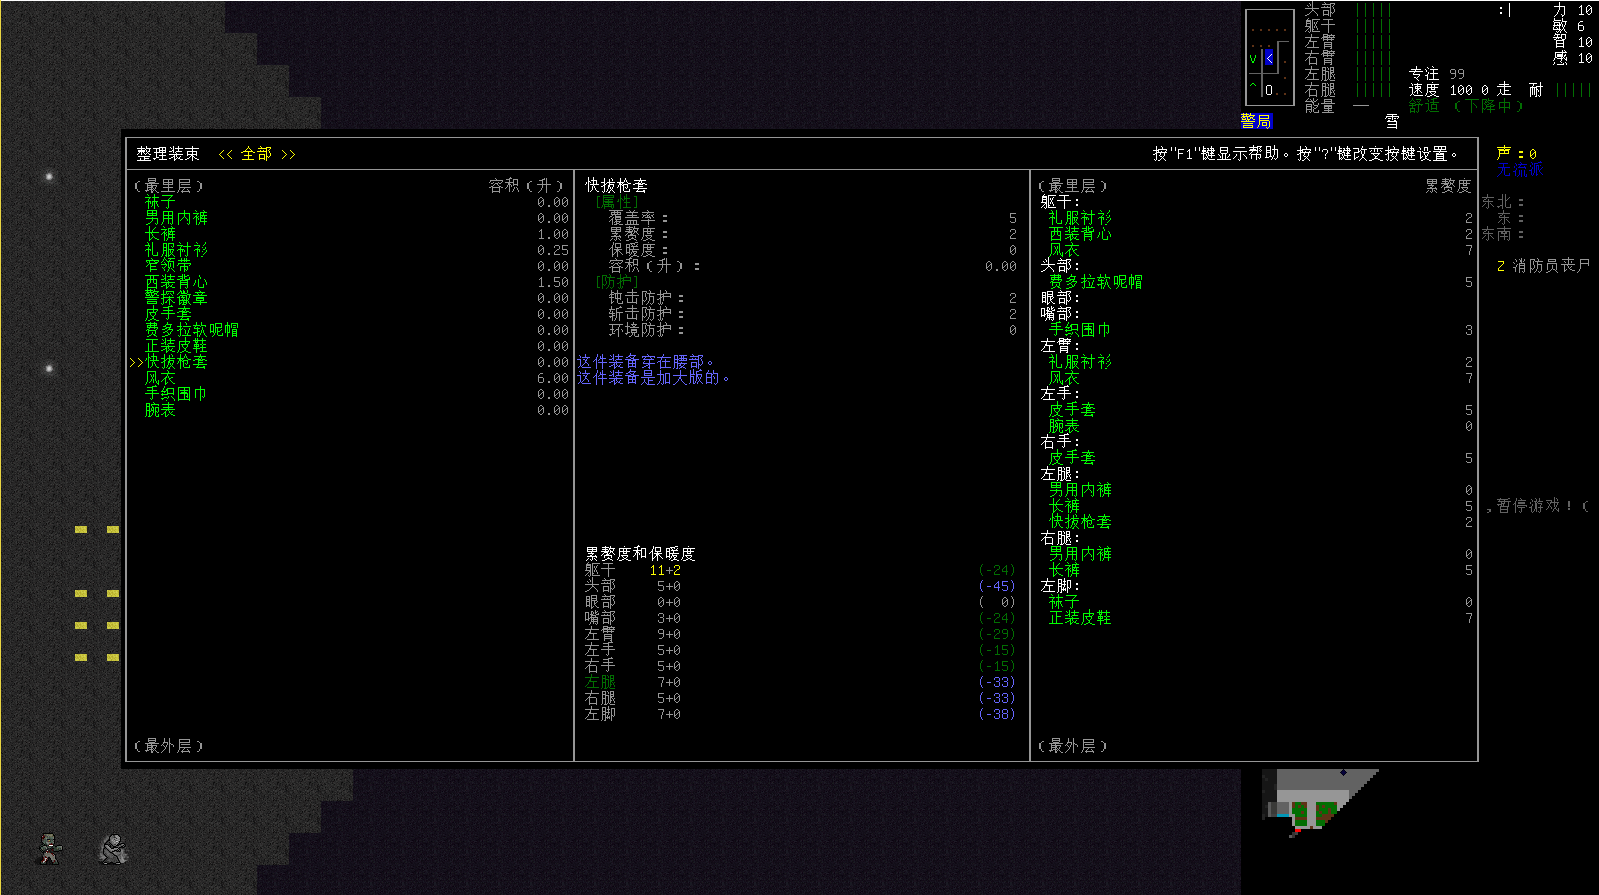 整理装束 << 全部 >> 按"F1"键显示帮助。按"?"键改变按键设置。
(最里层) 容积(升)
袜子 0.00
男用内裤 0.00
长裤 1.00
礼服衬衫 0.25
窄领带 0.00
西装背心 1.50
警探徽章 0.00
皮手套 0.00
费多拉软呢帽 0.00
正装皮鞋 0.00
>>快拔枪套 0.00
风衣 6.00
手织围巾 0.00
腕表 0.00
(最外层)
快拔枪套
[属性]
覆盖率: 5
累赘度: 2
保暖度: 0
容积(升): 0.00
[防护]
钝击防护: 2
斩击防护: 2
环境防护: 0
这件装备穿在腰部。
这件装备是加大版的。
累赘度和保暖度
躯干 11+2 (-24)
头部 5+0 (-45)
眼部 0+0 ( 0)
嘴部 3+0 (-24)
左臂 9+0 (-29)
左手 5+0 (-15)
右手 5+0 (-15)
左腿 7+0 (-33)
右腿 5+0 (-33)
左脚 7+0 (-38)
(最里层) 累赘度
躯干:
礼服衬衫 2
西装背心 2
风衣 7
头部:
费多拉软呢帽 5
眼部:
嘴部:
手织围巾 3
左臂:
礼服衬衫 2
风衣 7
左手:
皮手套 5
腕表 0
右手:
皮手套 5
左腿:
男用内裤 0
长裤 5
快拔枪套 2
右腿:
男用内裤 0
长裤 5
左脚:
袜子 0
正装皮鞋 7
(最外层)
头部 ||||| :| 力 10
躯干 ||||| 敏 6
左臂 ||||| 智 10
右臂 ||||| 感 10
左腿 ||||| 专注 99
右腿 ||||| 速度 100 0 走 耐 |||||
能量 — 舒适 (下降中)
警局 雪
声:0
无流派
东北:
东:
东南:
Z 消防员丧尸
,暂停游戏!(